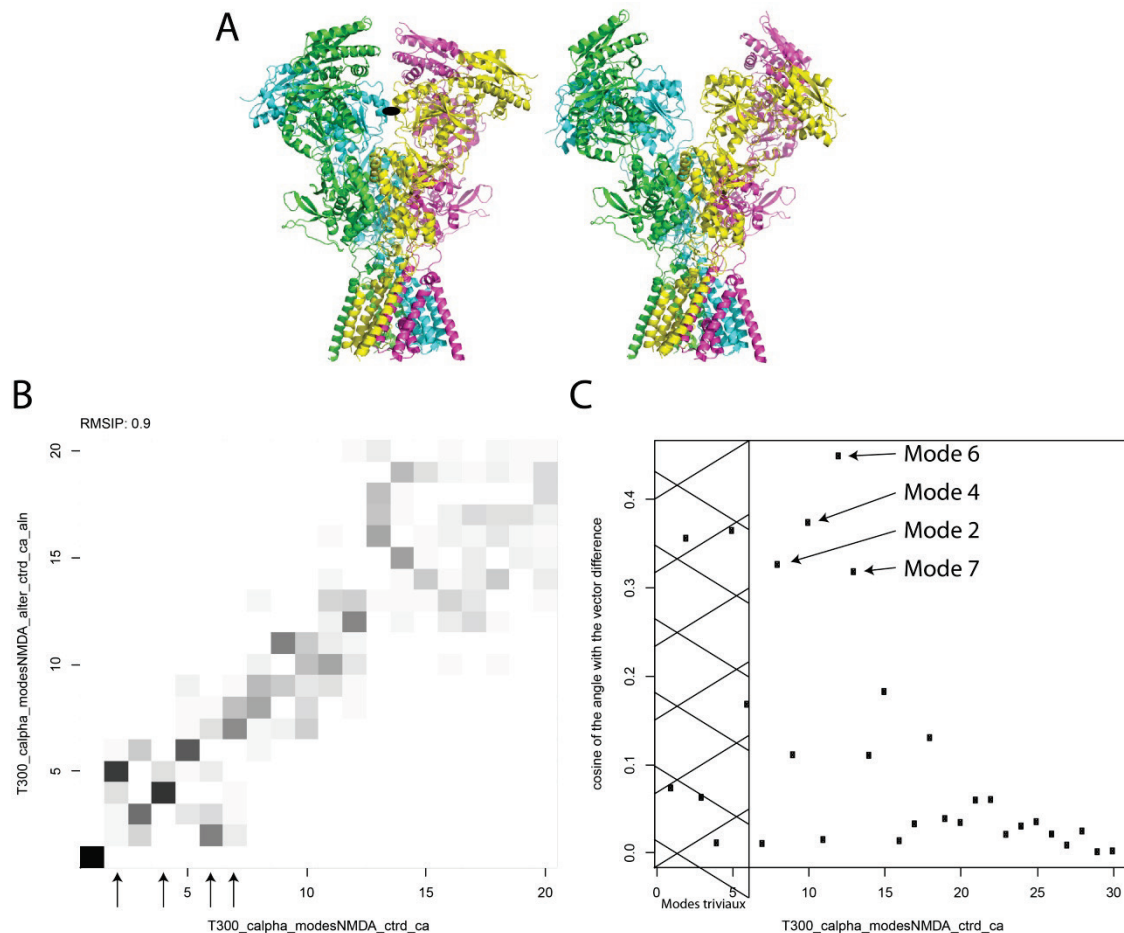 A
B
RMSIP: 0.9
T300_calpha_modesNMDA_alter_ctrd_ca_aln
20
15
10
5
5
10
15
20
T300_calpha_modesNMDA_ctrd_ca
C
cosine of the angle with the vector difference
0.4
0.3
0.2
0.1
0.0
Mode 6
Mode 4
Mode 2
Mode 7
0
5
10
15
20
25
30
Modes triviaux
T300_calpha_modesNMDA_ctrd_ca